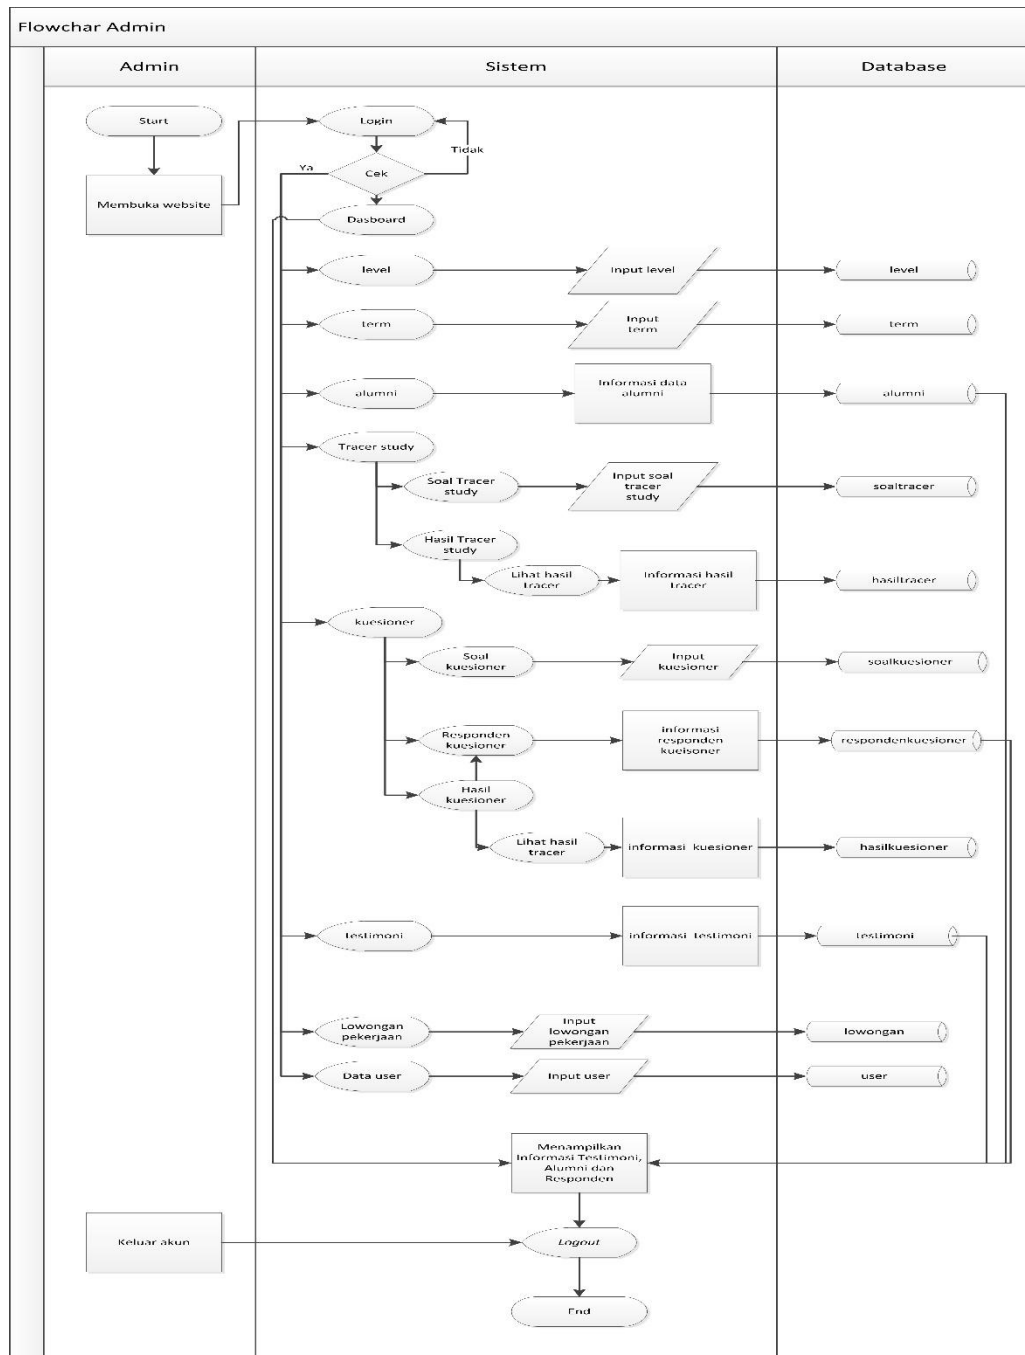 Flowchar Admin
Admin
Sistem
Database
Start
Login
Tidak
Ya
Cek
Membuka website
Dasboard
level
Input level
level
term
Input
term
term
alumni
Informasi data
alumni
alumni
Tracer study
Soal Tracer
study
Input soal
tracer
study
soaltracer
Hasil Tracer
study
Lihat hasil
tracer
Informasi hasil
Tracer
hasiltracer
kuesioner
Soal
kuesioner
Input
kuesioner
soalkuesioner
Responden
kuesioner
informasi
responden
kueisoner
respondenkuesioner
Hasil
kuesioner
Lihat hasil
tracer
informasi kuesioner
hasilkuesioner
testimoni
informasi testimoni
testimoni
Lowongan
pekerjaan
Input
lowongan
pekerjaan
lowongan
Data user
Input user
user
Menampilkan
Informasi Testimoni,
Alumni dan
Responden
Keluar akun
Logout
End